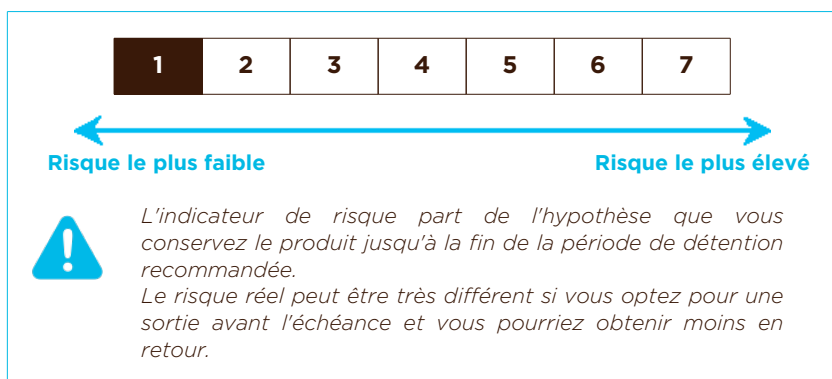 1 2 3 4 5 6 7
Risque le plus faible Risque le plus élevé
L'indicateur de risque part de l'hypothèse que vous
conservez le produit jusqu'à la fin de la période de détention
recommandée.
Le risque réel peut être très différent si vous optez pour une
sortie avant l'échéance et vous pourriez obtenir moins en
retour.